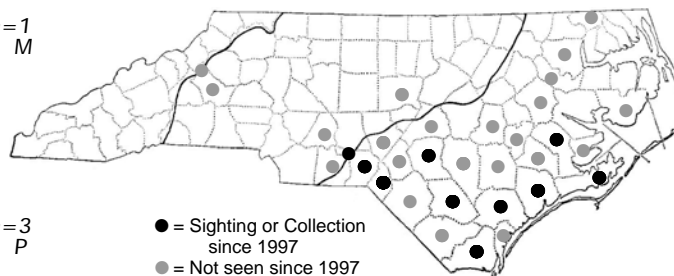 =1
M
=3
P
● = Sighting or Collection
since 1997
● = Not seen since 1997